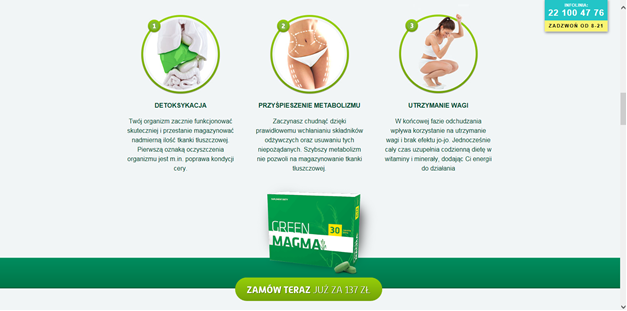 INFOLINIA:
22 100 47 76
ZADZWOŃ OD 8-21
1
2
3
DETOKSYKACJA
Twój organizm zacznie funkcjonować
skuteczniej i przestanie magazynować
nadmierną ilość tkanki tłuszczowej.
Pierwszą oznaką oczyszczenia
organizmu jest m.in. poprawa kondycji
cery.
PRZYŚPIESZENIE METABOLIZMU
Zaczynasz chudnąć dzięki
prawidłowemu wchłanianiu składników
odżywczych oraz usuwaniu tych
niepożądanych. Szybszy metabolizm
nie pozwoli na magazynowanie tkanki
tłuszczowej.
UTRZYMANIE WAGI
W końcowej fazie odchudzania
wpływa korzystanie na utrzymanie
wagi i brak efektu jo-jo. Jednocześnie
cały czas uzupełnia codzienną dietę w
witaminy i minerały, dodając Ci energii
do działania.
GREEN
MAGMA
30
ZAMÓW TERAZ JUŻ ZA 137 ZŁ